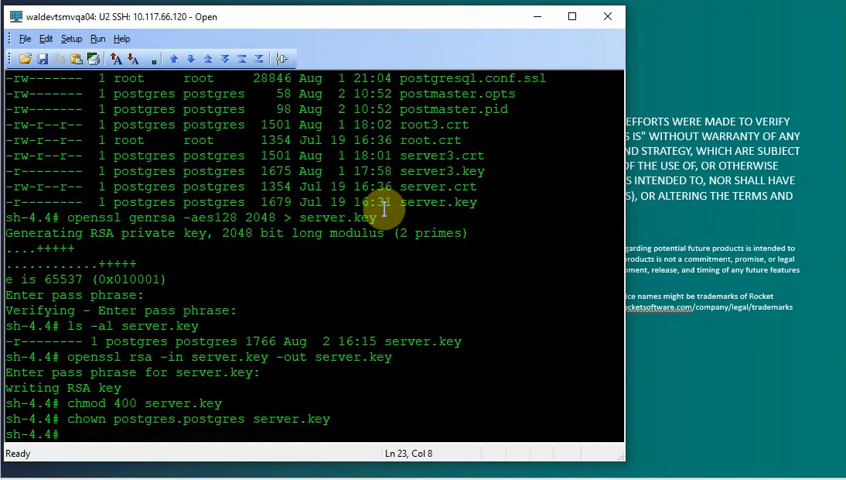 waldevtsmvqa04: U2 SSH: 10.117.66.120 - Open
File Edit Setup Run Help
-rw------- 1 root root 28846 Aug 1 21:04 postgresql.conf.ssl
-rw------- 1 postgres postgres 58 Aug 2 10:52 postmaster.opts
-rw------- 1 postgres postgres 98 Aug 2 10:52 postmaster.pid
-rw-r--r-- 1 postgres postgres 1501 Aug 1 18:02 root3.crt
-rw-r--r-- 1 root root 1354 Jul 19 16:36 root.crt
-rw-r--r-- 1 postgres postgres 1501 Aug 1 18:01 server3.crt
-r-------- 1 postgres postgres 1675 Aug 1 17:58 server3.key
-rw-r--r-- 1 postgres postgres 1354 Jul 19 16:36 server.crt
-r-------- 1 postgres postgres 1679 Jul 19 16:31 server.key
sh-4.4# openssl genrsa -aes128 2048 > server.key
Generating RSA private key, 2048 bit long modulus (2 primes)
....+++++
............+++++
e is 65537 (0x010001)
Enter pass phrase:
Verifying - Enter pass phrase:
sh-4.4# ls -al server.key
-r-------- 1 postgres postgres 1766 Aug 2 16:15 server.key
sh-4.4# openssl rsa -in server.key -out server.key
Enter pass phrase for server.key:
writing RSA key
sh-4.4# chmod 400 server.key
sh-4.4# chown postgres.postgres server.key
sh-4.4#
Ready Ln 23, Col 8
EFFORTS WERE MADE TO VERIFY
S IS" WITHOUT WARRANTY OF ANY
ND STRATEGY, WHICH ARE SUBJECT
OF THE USE OF, OR OTHERWISE
S INTENDED TO, NOR SHALL HAVE
S), OR ALTERING THE TERMS AND
garding potential future products is intended to
products is not a commitment, promise, or legal
opment, release, and timing of any future features
ice names might be trademarks of Rocket
ocketsoftware.com/company/legal/trademarks